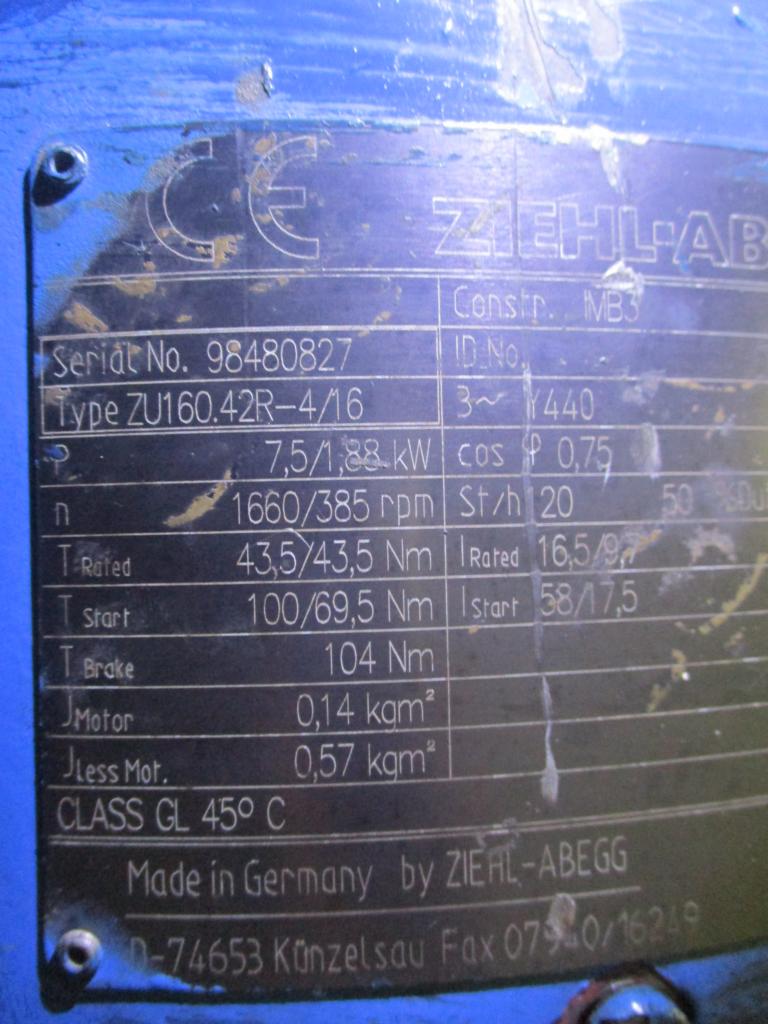 CE ZIEHL-AB
Constr. IMB3
Serial No. 98480827 ID.No.
Type ZU160.42R-4/16 3~ Y440
P 7,5/1,88 kW cos φ 0,75
n 1660/385 rpm St/h 20 50
T Rated 43,5/43,5 Nm I Rated 16,5/9,7
T Start 100/69,5 Nm I Start 58/17,5
T Brake 104 Nm
J Motor 0,14 kgm²
J Less Mot. 0,57 kgm²
CLASS GL 45° C
Made in Germany by ZIEHL-ABEGG
D-74653 Künzelsau Fax 07940/16249